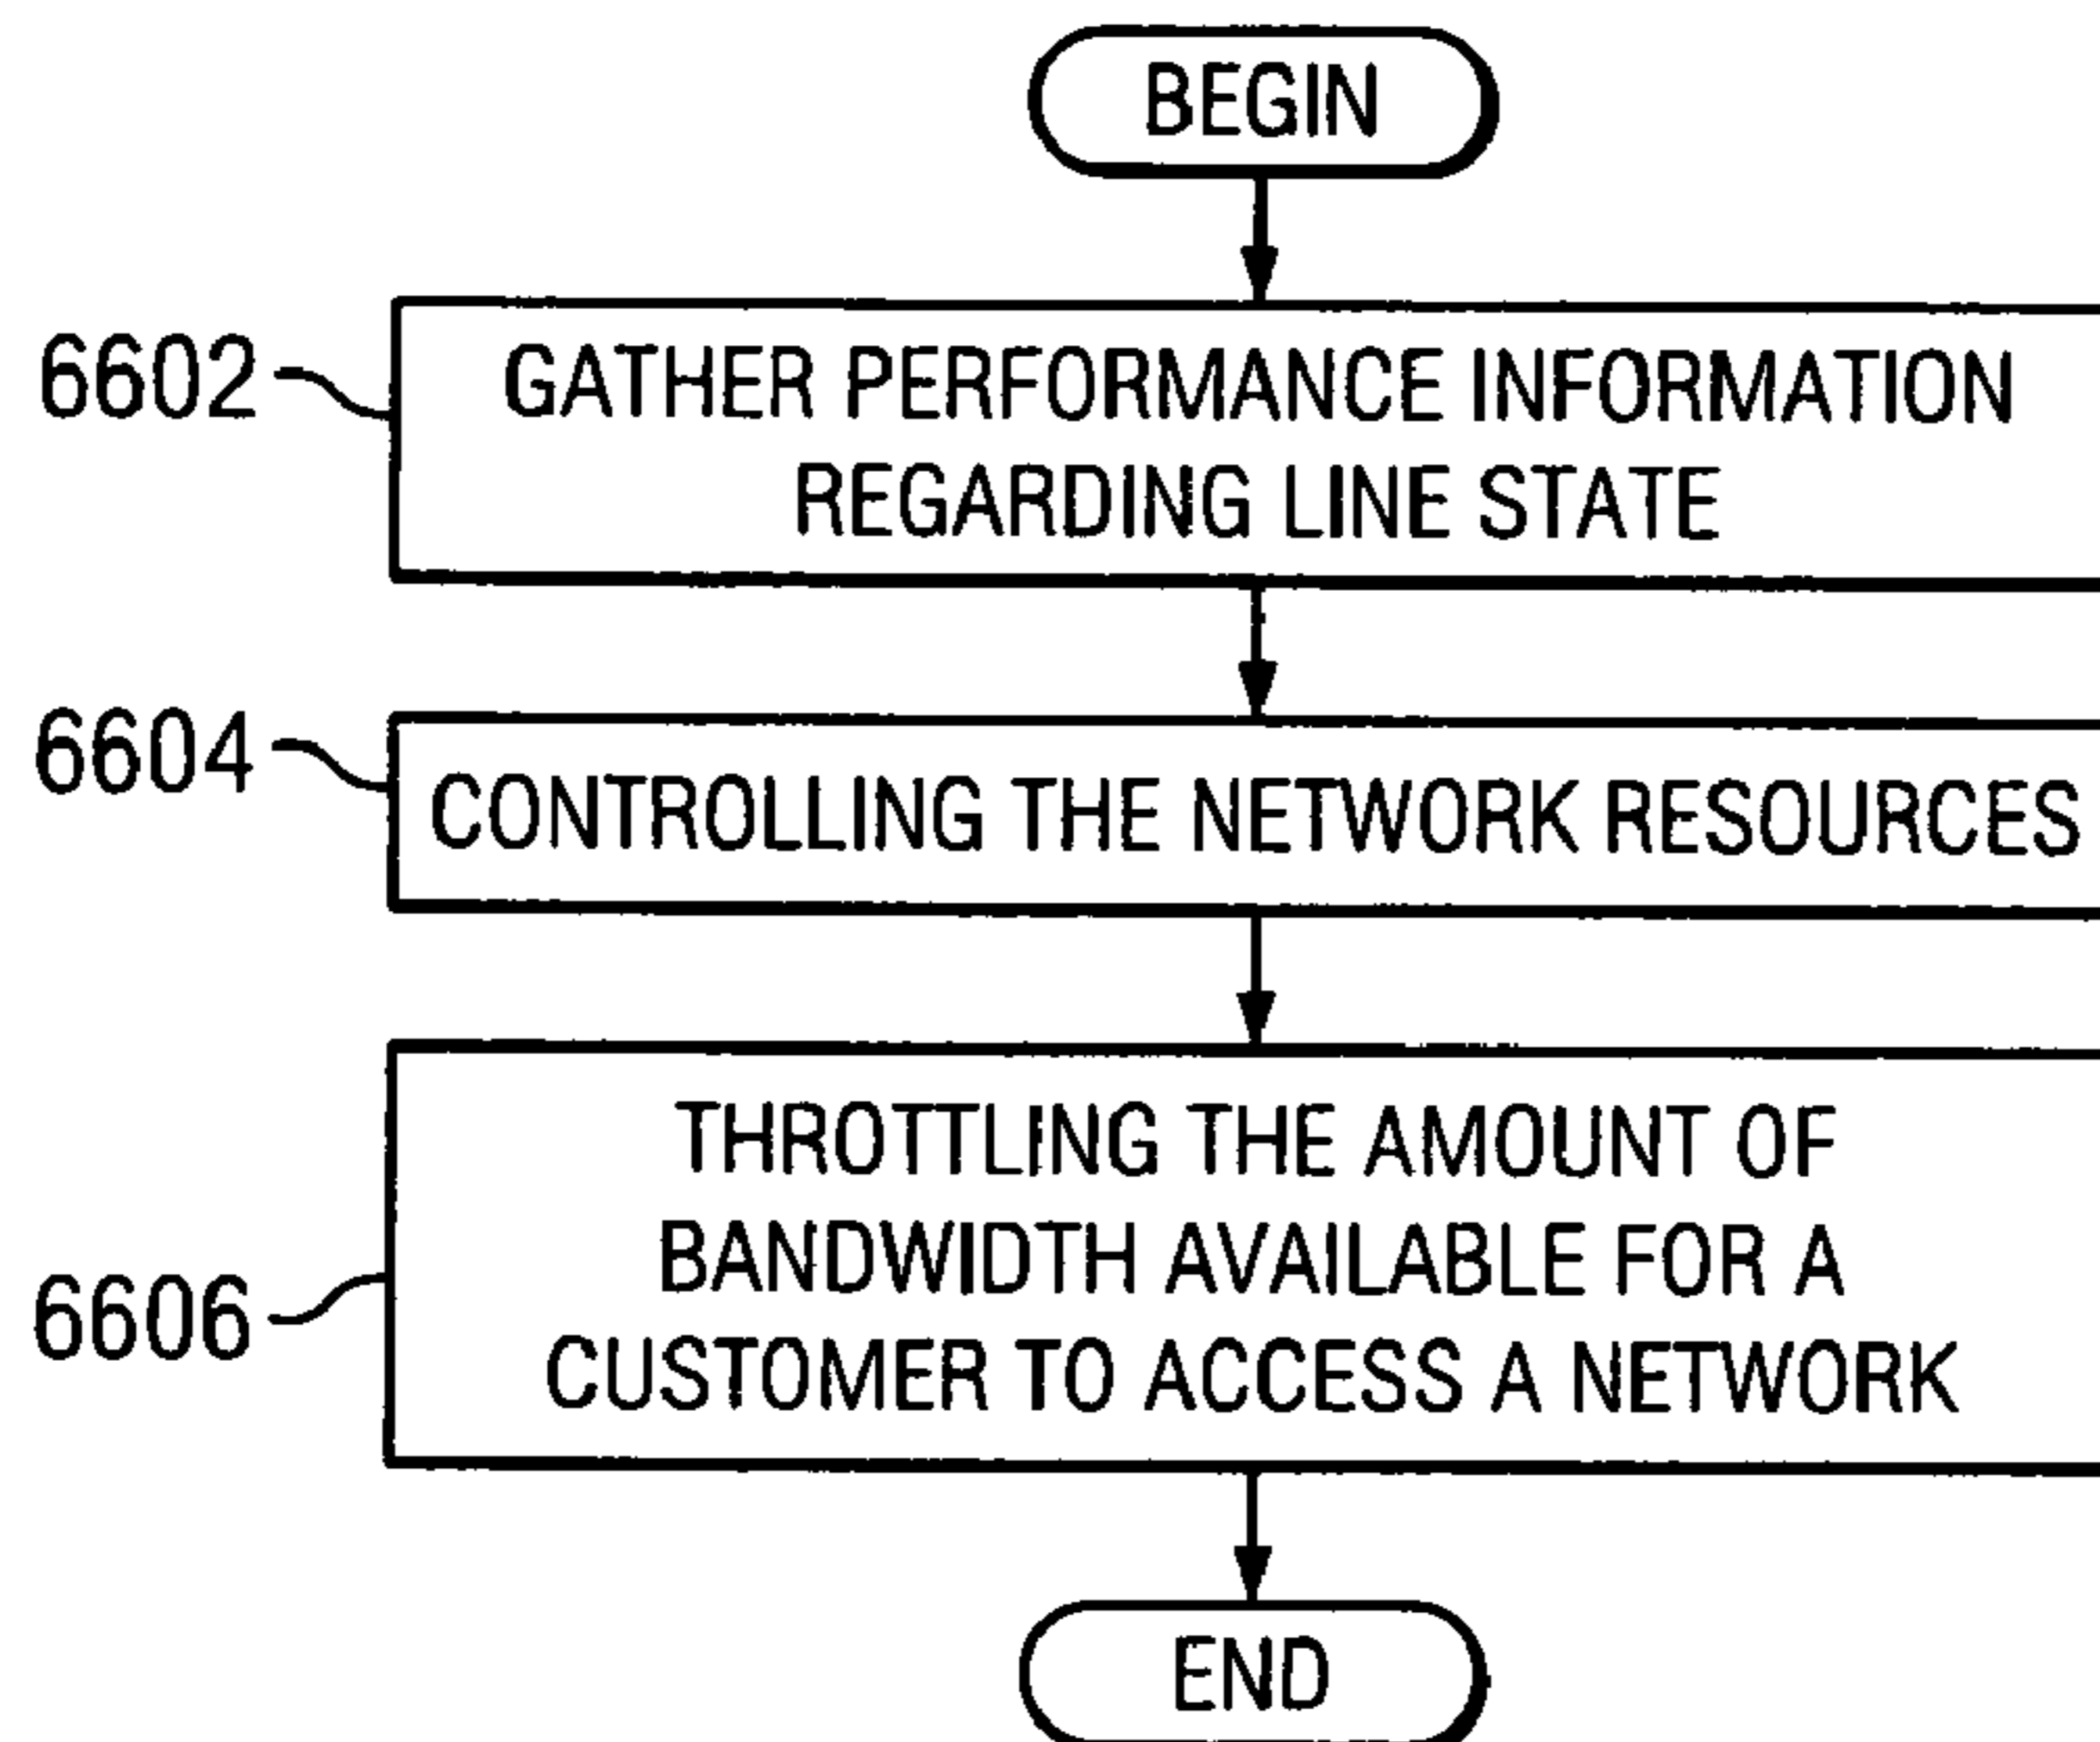 BEGIN
6602
GATHER PERFORMANCE INFORMATION
REGARDING LINE STATE
6604
CONTROLLING THE NETWORK RESOURCES
6606
THROTTLING THE AMOUNT OF
BANDWIDTH AVAILABLE FOR A
CUSTOMER TO ACCESS A NETWORK
END